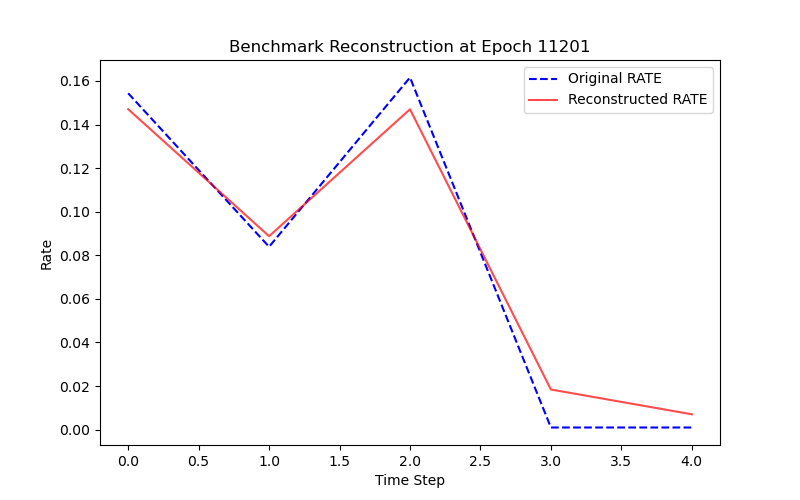 Benchmark Reconstruction at Epoch 11201
Original RATE
Reconstructed RATE
0.16
0.14
0.12
0.10
0.08
0.06
0.04
0.02
0.00
Rate
0.0 0.5 1.0 1.5 2.0 2.5 3.0 3.5 4.0
Time Step